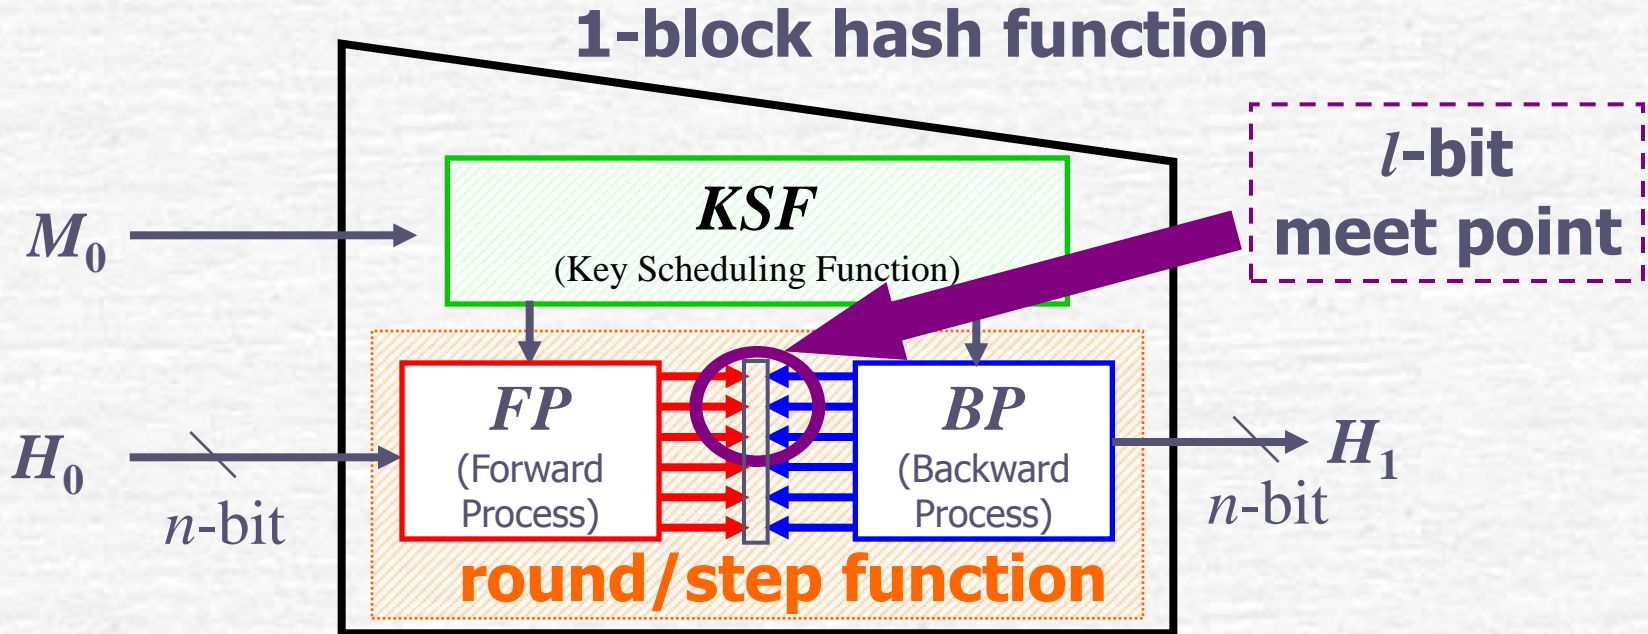 1-block hash function
l-bit
meet point
KSF
(Key Scheduling Function)
M₀
FP
(Forward
Process)
BP
(Backward
Process)
H₀
n-bit
H₁
n-bit
round/step function